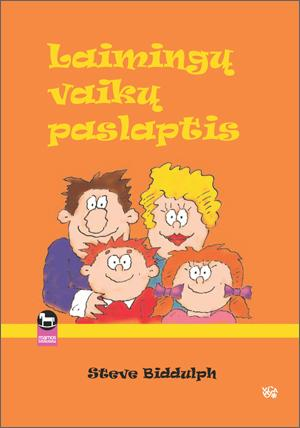 Laimingų
vaikų
paslaptis
Steve Biddulph